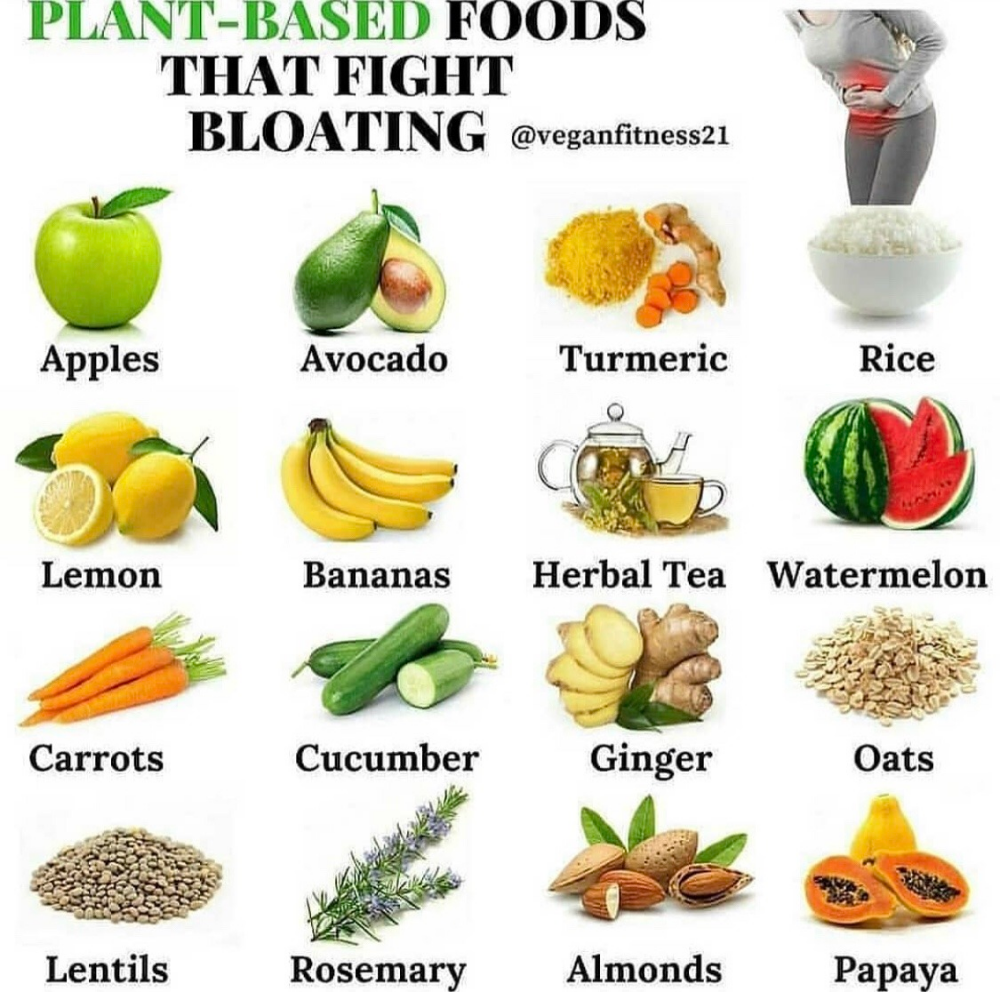 PLANT-BASED FOODS
THAT FIGHT
BLOATING @veganfitness21
Apples Avocado Turmeric Rice
Lemon Bananas Herbal Tea Watermelon
Carrots Cucumber Ginger Oats
Lentils Rosemary Almonds Papaya